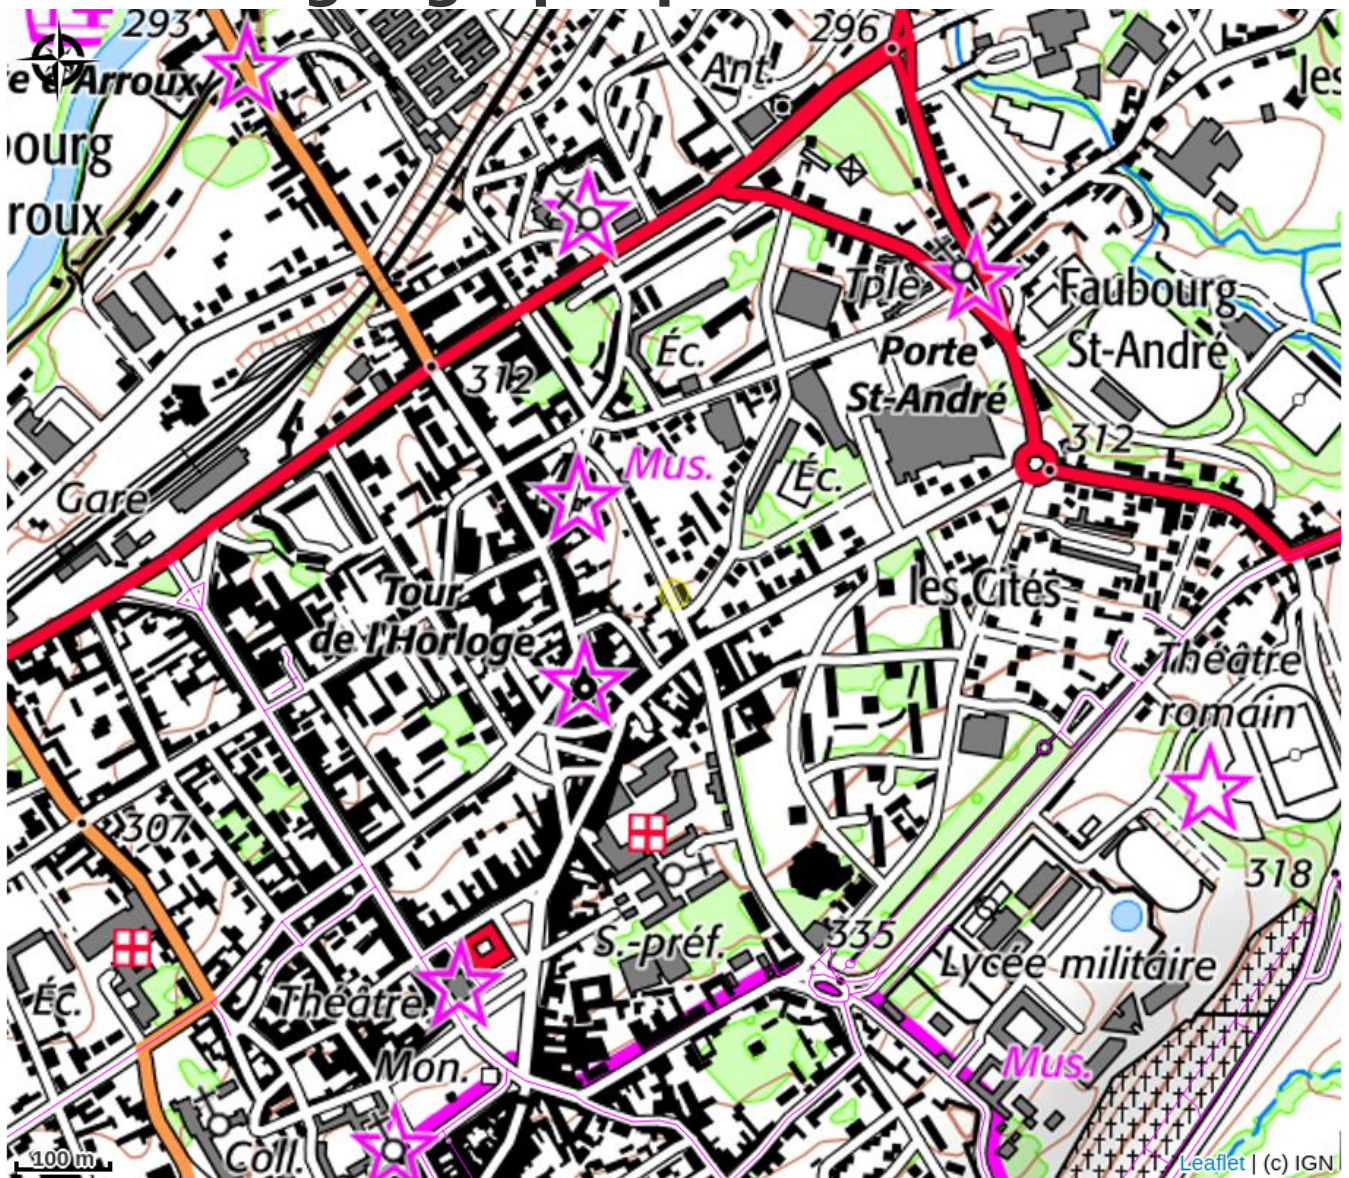 293
296
Ant.
les
e d'Arroux
ourg
roux
Tple
Faubourg
St-André
Porte
St-André
Éc.
312
Mus.
312
Éc.
Gare
Tour
de l'Horloge
les Cités
Théâtre
romain
307
318
335
S.-préf.
Lycée militaire
Éc.
Théâtre
Mon.
Mus.
Coll.
100 m
Leaflet | (c) IGN